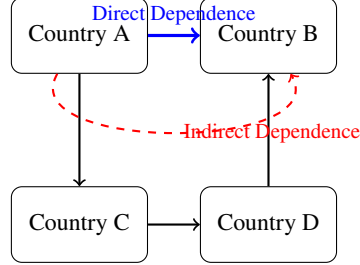 Direct Dependence
Country A
Country B
Indirect Dependence
Country C
Country D